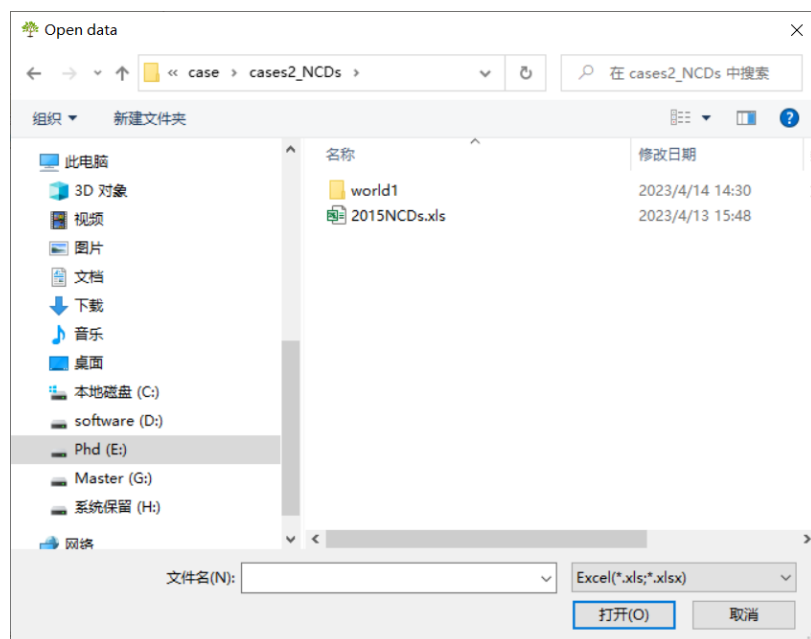 Open data
« case › cases2_NCDs ›
在 cases2_NCDs 中搜索
组织
新建文件夹
此电脑
3D 对象
视频
图片
文档
下载
音乐
桌面
本地磁盘 (C:)
software (D:)
Phd (E:)
Master (G:)
系统保留 (H:)
网络
名称
修改日期
world1
2023/4/14 14:30
2015NCDs.xls
2023/4/13 15:48
文件名(N):
Excel(*.xls;*.xlsx)
打开(O)
取消